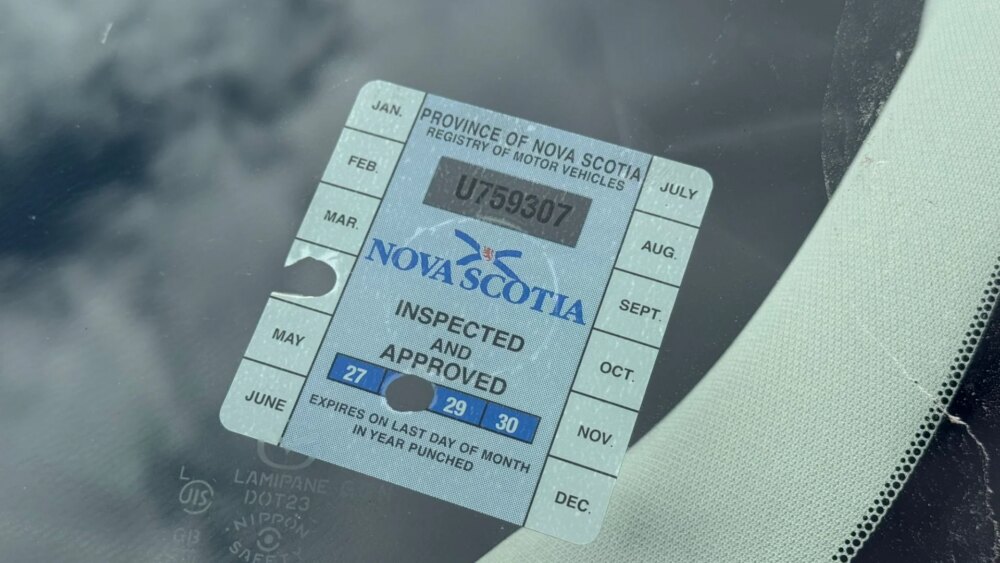 JAN.
FEB.
MAR.
MAY
JUNE
PROVINCE OF NOVA SCOTIA
REGISTRY OF MOTOR VEHICLES
U759307
NOVA SCOTIA
INSPECTED
AND
APPROVED
27 29 30
EXPIRES ON LAST DAY OF MONTH
IN YEAR PUNCHED
JULY
AUG.
SEPT.
OCT.
NOV.
DEC.
JIS
LAMIPANE
DOT23
NIPPON